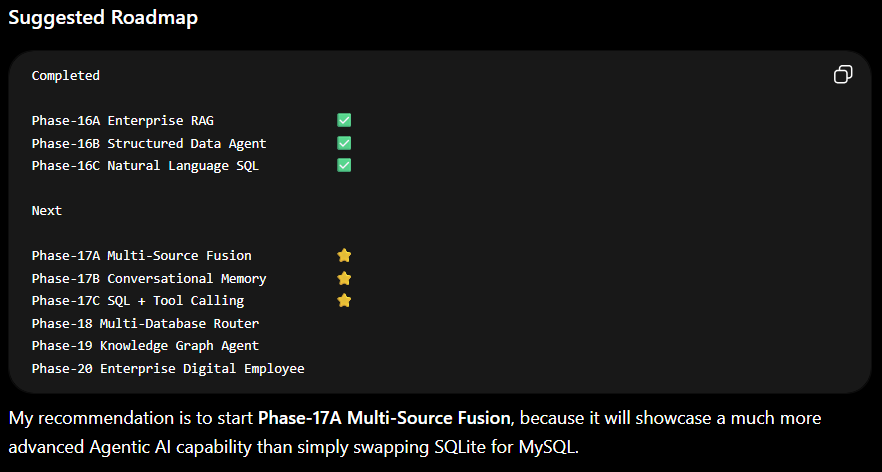 Suggested Roadmap
Completed
Phase-16A Enterprise RAG ✅
Phase-16B Structured Data Agent ✅
Phase-16C Natural Language SQL ✅
Next
Phase-17A Multi-Source Fusion ⭐
Phase-17B Conversational Memory ⭐
Phase-17C SQL + Tool Calling ⭐
Phase-18 Multi-Database Router
Phase-19 Knowledge Graph Agent
Phase-20 Enterprise Digital Employee
My recommendation is to start Phase-17A Multi-Source Fusion, because it will showcase a much more
advanced Agentic AI capability than simply swapping SQLite for MySQL.